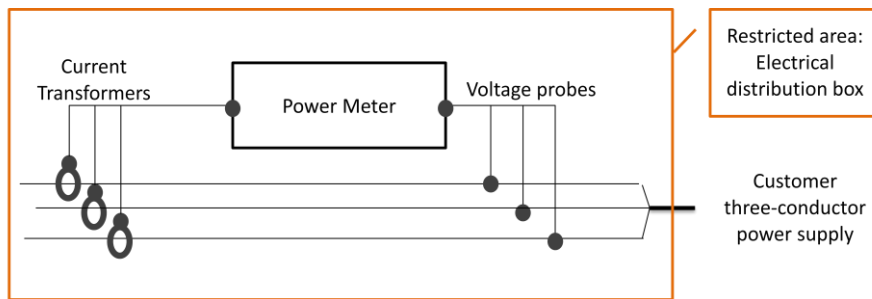 Current
Transformers
Power Meter
Voltage probes
Restricted area:
Electrical
distribution box
Customer
three-conductor
power supply